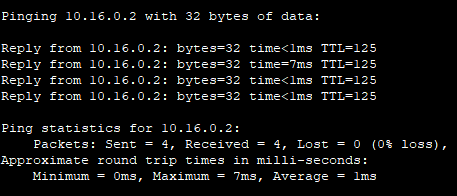 Pinging 10.16.0.2 with 32 bytes of data:
Reply from 10.16.0.2: bytes=32 time<1ms TTL=125
Reply from 10.16.0.2: bytes=32 time=7ms TTL=125
Reply from 10.16.0.2: bytes=32 time<1ms TTL=125
Reply from 10.16.0.2: bytes=32 time<1ms TTL=125
Ping statistics for 10.16.0.2:
Packets: Sent = 4, Received = 4, Lost = 0 (0% loss),
Approximate round trip times in milli-seconds:
Minimum = 0ms, Maximum = 7ms, Average = 1ms